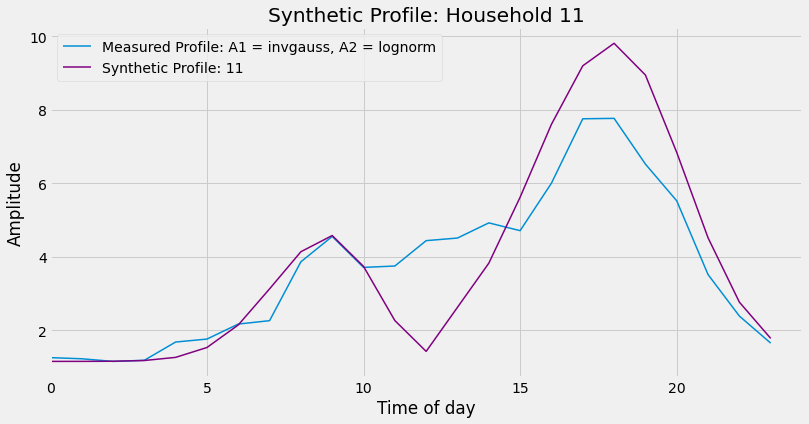 Synthetic Profile: Household 11
Measured Profile: A1 = invgauss, A2 = lognorm
Synthetic Profile: 11
Amplitude
10
8
6
4
2
0 5 10 15 20
Time of day